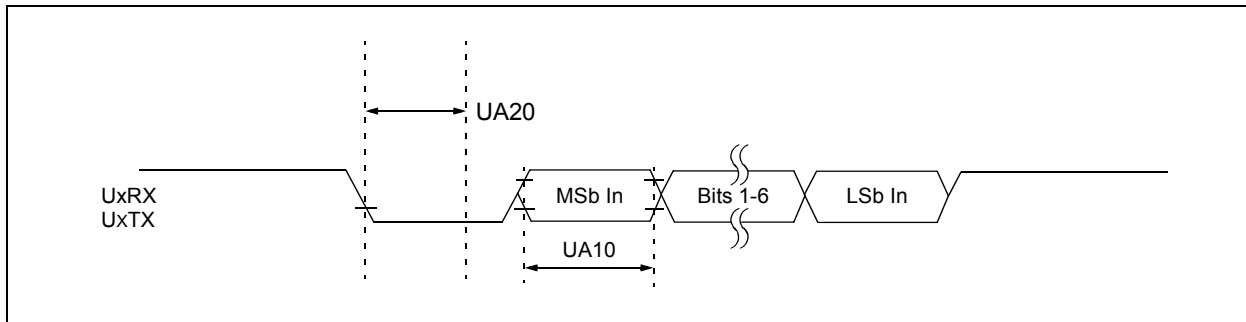 UA20
UxRX
UxTX
MSb In
Bits 1-6
LSb In
UA10